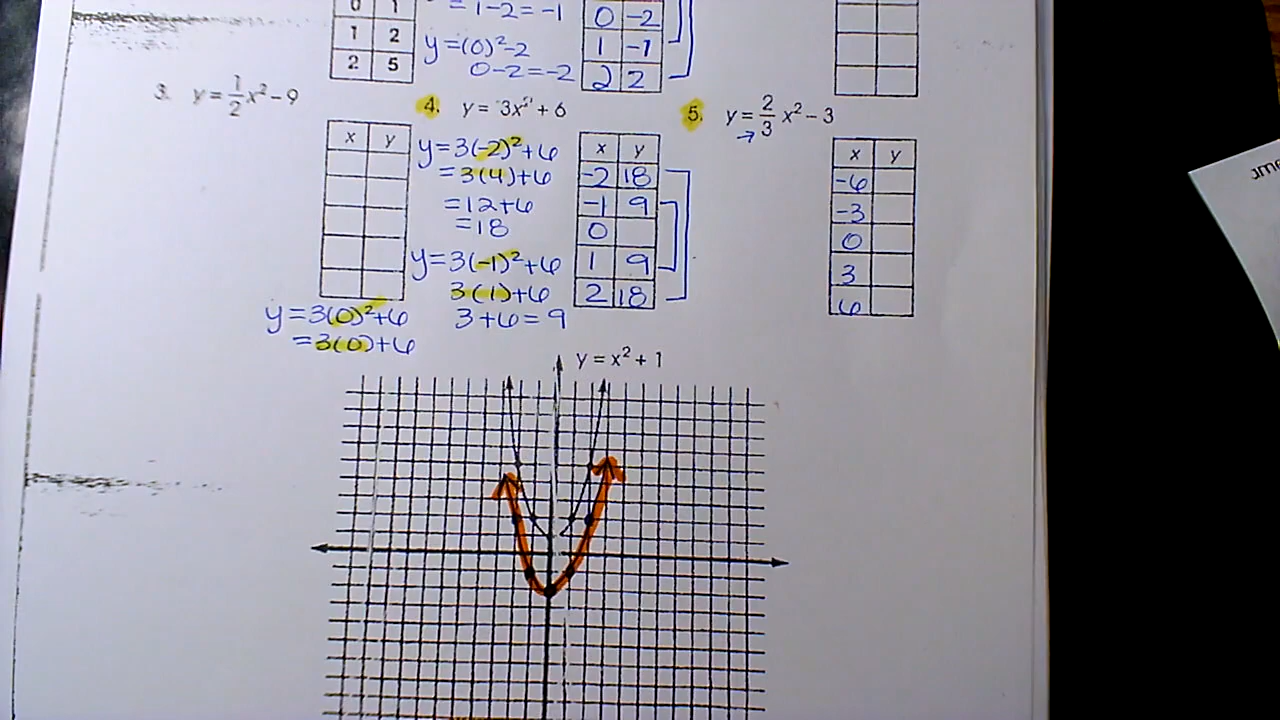 0 1
1 2
2 5
= 1-2 = -1
y=(0)²-2
0-2=-2
0 -2
1 -1
2 2
3. y = 1/2 x² - 9
x y
4. y = 3x² + 6
y=3(-2)²+6
=3(4)+6
=12+6
=18
y=3(-1)²+6
3(1)+6
3+6=9
x y
-2 18
-1 9
0
1 9
2 18
y=3(0)²+6
=3(0)+6
5. y = 2/3 x² - 3
x y
-6
-3
0
3
6
y = x² + 1